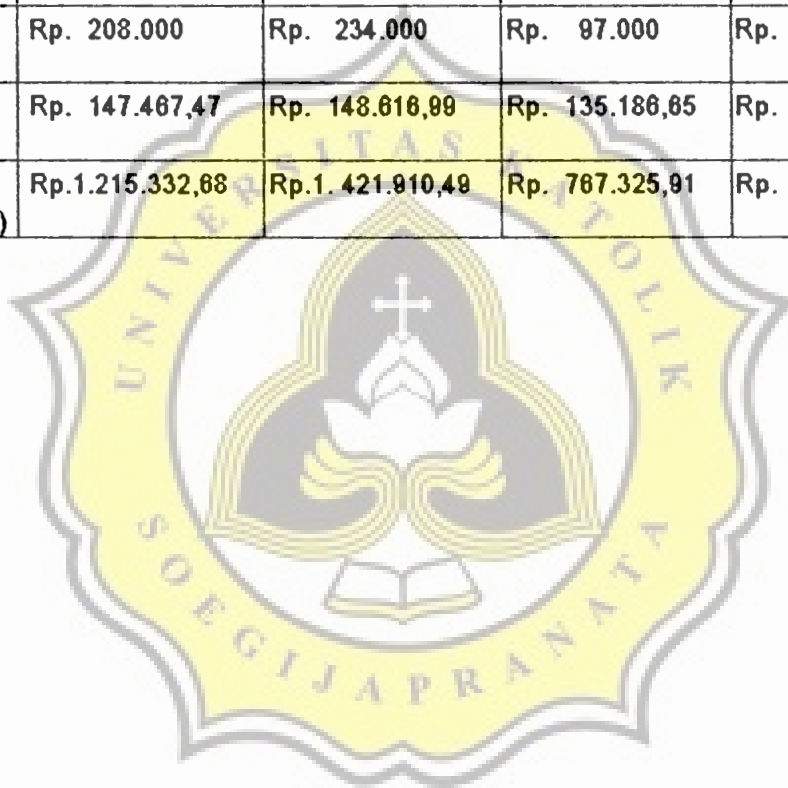 Rp. 208.000 Rp. 234.000 Rp. 97.000 Rp.
Rp. 147.467,47 Rp. 148.616,99 Rp. 135.186,65 Rp.
) Rp.1.215.332,68 Rp.1. 421.910,49 Rp. 767.325,91 Rp.
UNIVERSITAS KATOLIK
SOEGIJAPRANATA